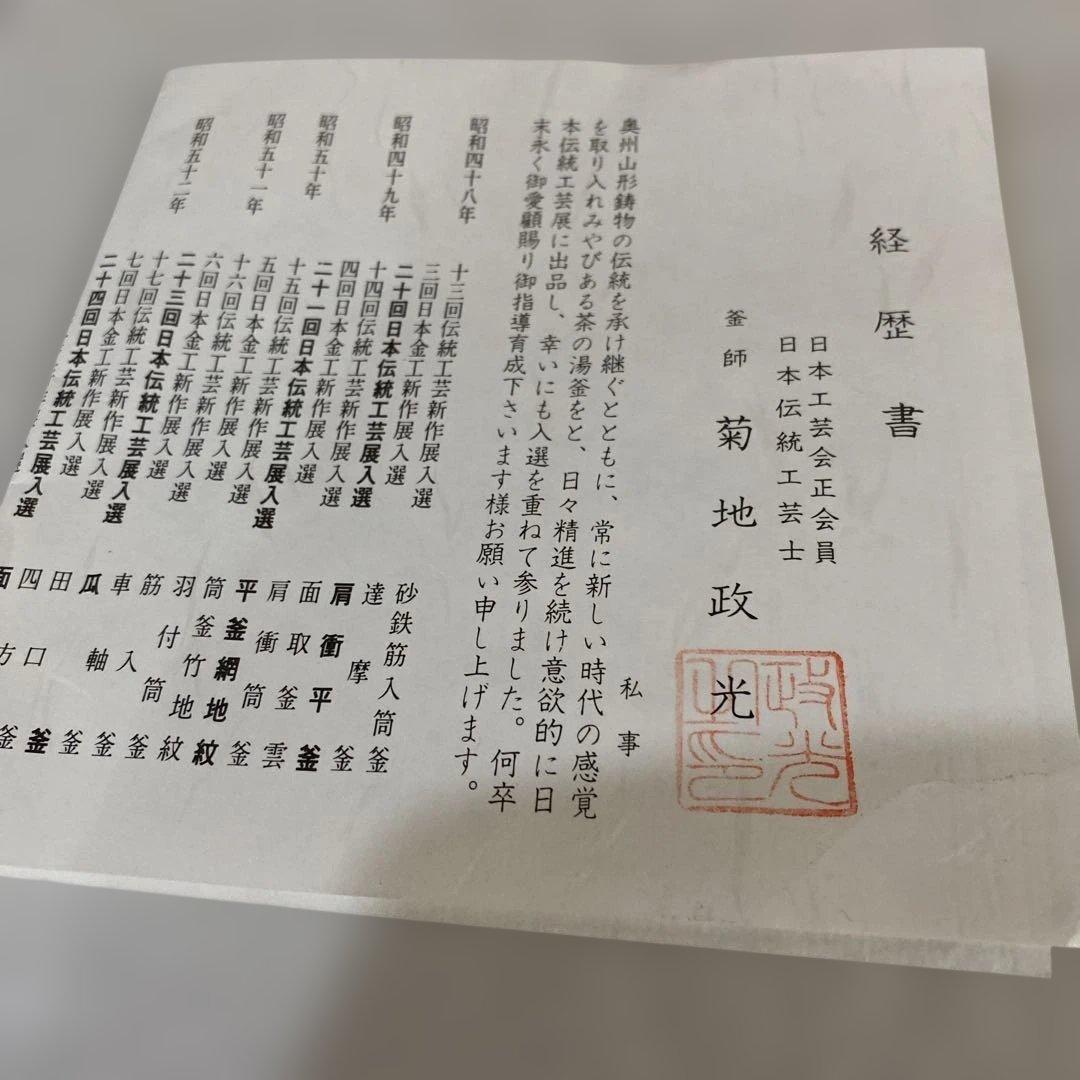 経歴書
日本工芸会正会員
日本伝統工芸士
釜師 菊地政光
政光
私事
奥州山形鋳物の伝統を承け継ぐとともに、常に新しい時代の感覚
を取り入れみやびある茶の湯釜をと、日々精進を続け意欲的に日
本伝統工芸展に出品し、幸いにも入選を重ねて参りました。何卒
末永く御愛顧賜り御指導育成下さいます様お願い申し上げます。
昭和四十八年 十三回伝統工芸新作展入選 砂鉄筋入筒釜
三回日本金工新作展入選 達摩釜
二十回日本伝統工芸展入選 肩衝平釜
昭和四十九年 十四回伝統工芸新作展入選 面取釜雲
四回日本金工新作展入選 肩衝筒釜
二十一回日本伝統工芸展入選 平釜網地紋
昭和五十年 十五回伝統工芸新作展入選 筒釜竹地紋
五回日本金工新作展入選 羽付筒釜
昭和五十一年 十六回伝統工芸新作展入選 筋入釜
六回日本金工新作展入選 車軸釜
二十三回日本伝統工芸展入選 瓜釜
昭和五十二年 十七回伝統工芸新作展入選 田口釜
七回日本金工新作展入選 四方釜
二十四回日本伝統工芸展入選 面